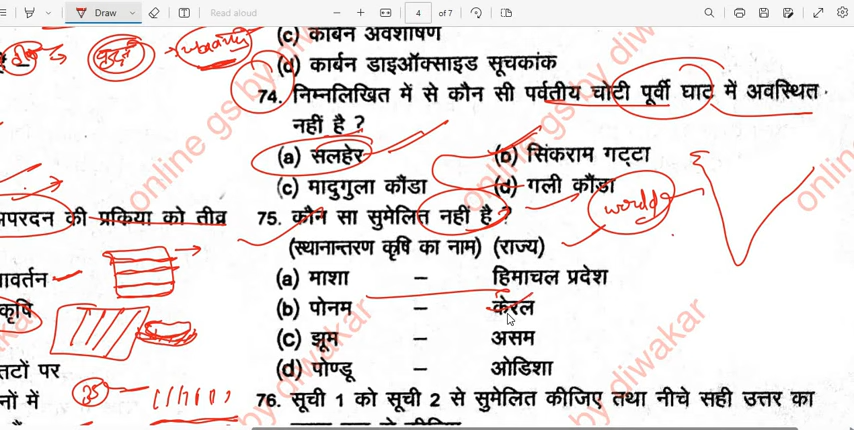 Draw
Read aloud
4 of 7
(c) कार्बन अवशोषण
(d) कार्बन डाइऑक्साइड सूचकांक
74. निम्नलिखित में से कौन सी पर्वतीय चोटी पूर्वी घाट में अवस्थित
नहीं है ?
(a) सलहेर
(b) सिंकराम गट्टा
(c) मादुगुला कौंडा
(d) गली कौंडा
अपरदन की प्रकिया को तीव्र
75. कौन सा सुमेलित नहीं है ?
(स्थानान्तरण कृषि का नाम) (राज्य)
(a) माशा – हिमाचल प्रदेश
(b) पोनम – केरल
(c) झूम – असम
(d) पोण्डू – ओडिशा
कृषि
तटों पर
76. सूची 1 को सूची 2 से सुमेलित कीजिए तथा नीचे सही उत्तर का
online gs by diwakar